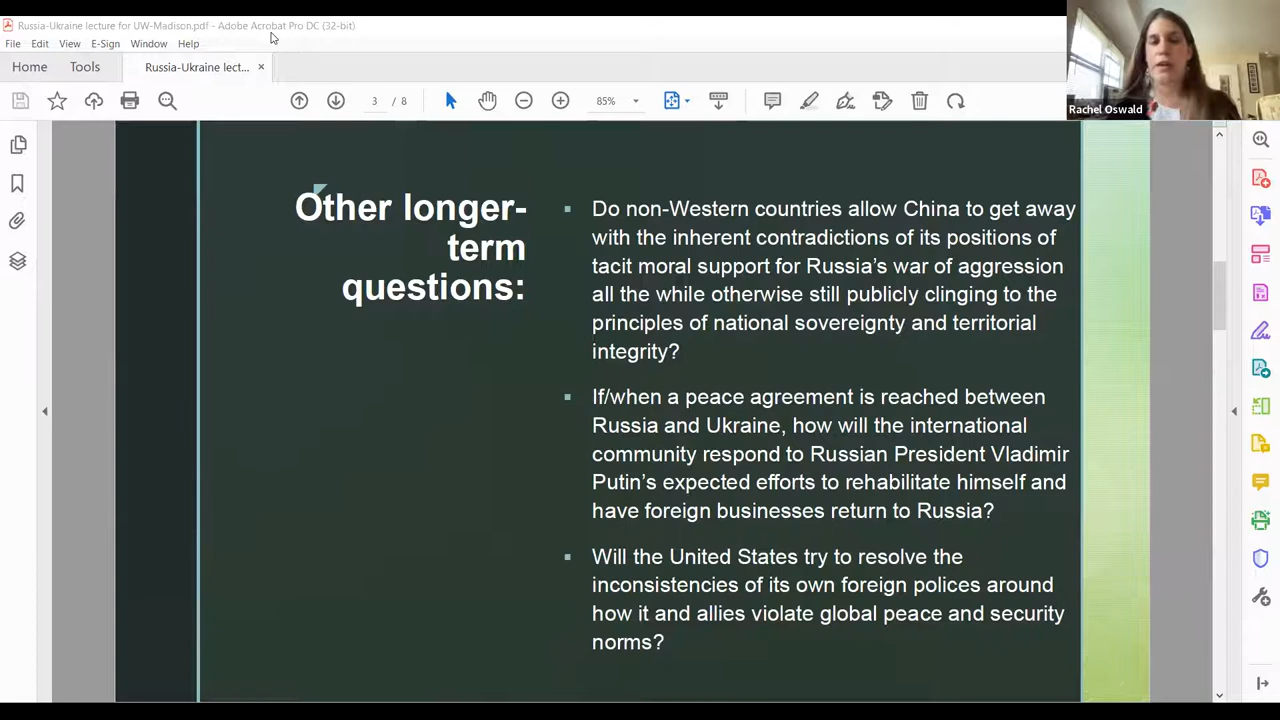 Russia-Ukraine lecture for UW-Madison.pdf - Adobe Acrobat Pro DC (32-bit)
File Edit View E-Sign Window Help
Home Tools Russia-Ukraine lect... ×
3 / 8 85%
Rachel Oswald
Other longer-
term
questions:
Do non-Western countries allow China to get away
with the inherent contradictions of its positions of
tacit moral support for Russia’s war of aggression
all the while otherwise still publicly clinging to the
principles of national sovereignty and territorial
integrity?
If/when a peace agreement is reached between
Russia and Ukraine, how will the international
community respond to Russian President Vladimir
Putin’s expected efforts to rehabilitate himself and
have foreign businesses return to Russia?
Will the United States try to resolve the
inconsistencies of its own foreign polices around
how it and allies violate global peace and security
norms?